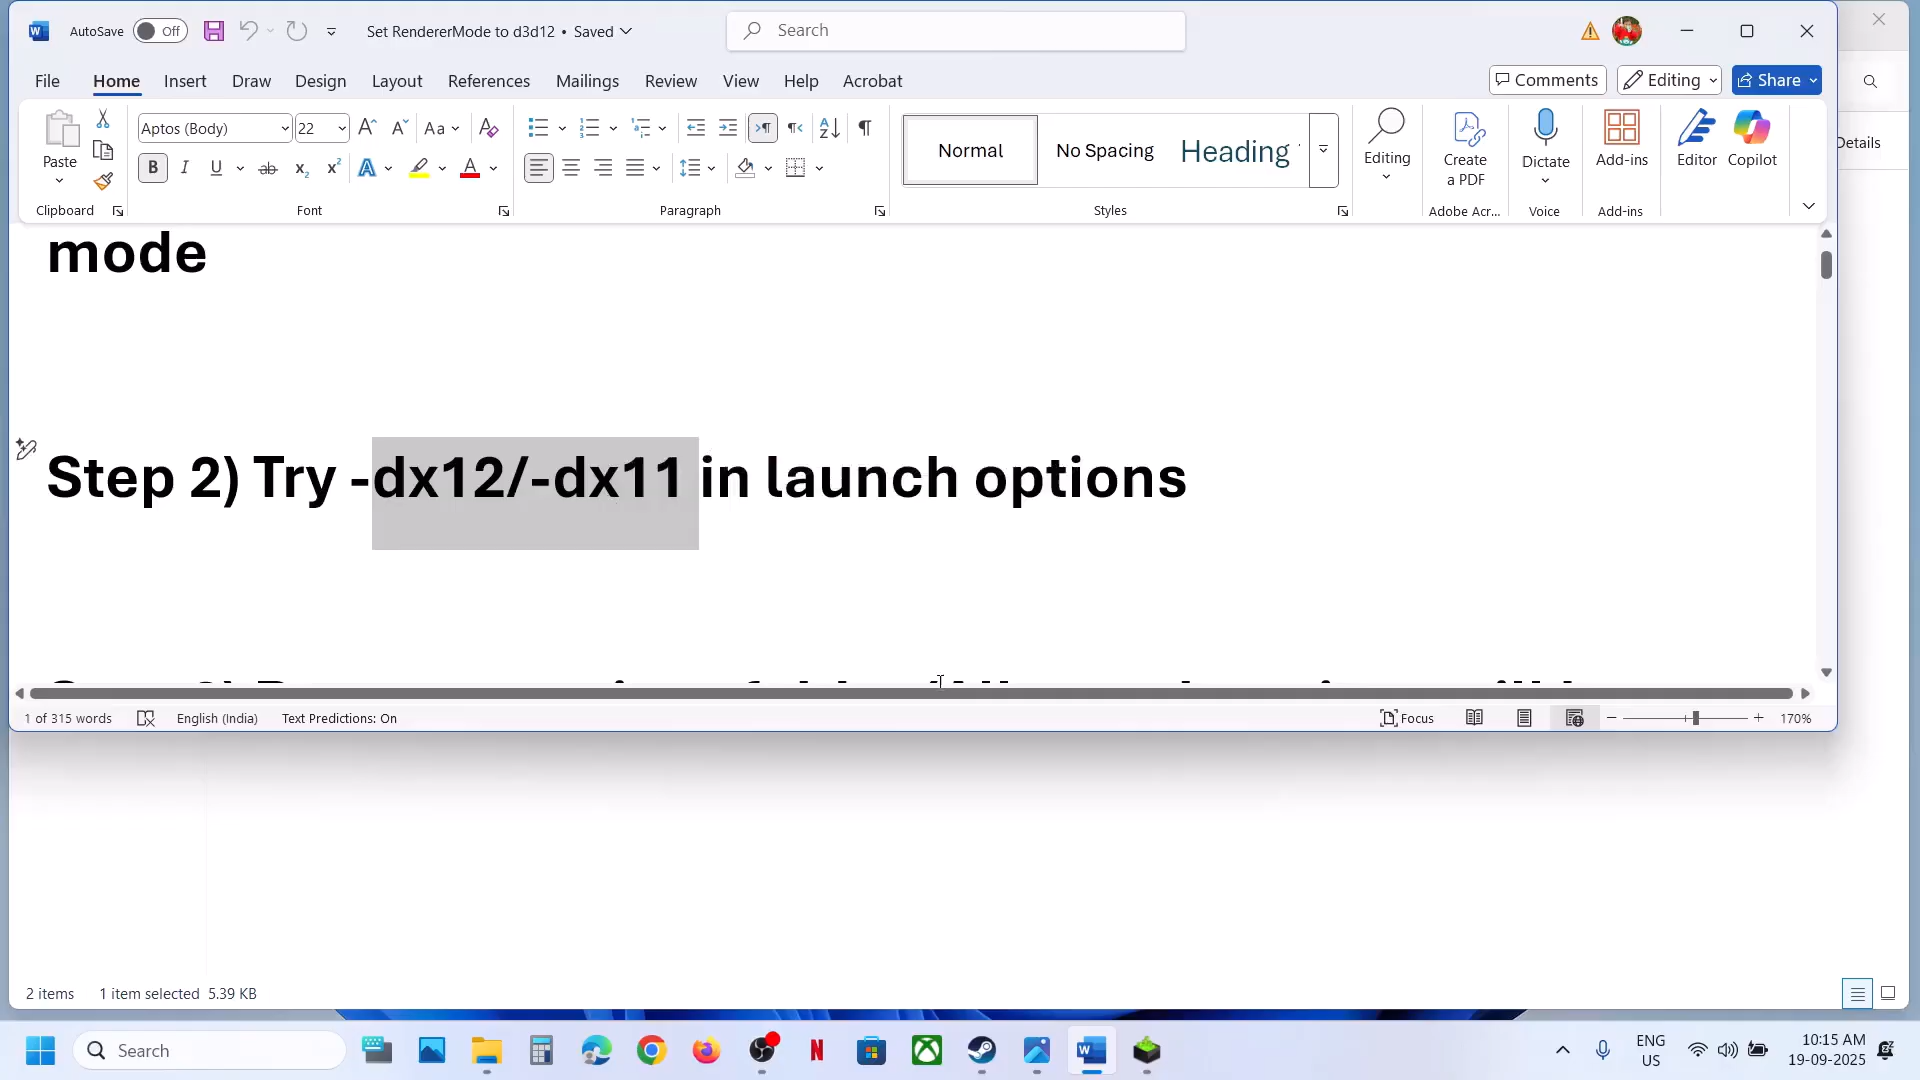 AutoSave Off Set RendererMode to d3d12 • Saved Search
File Home Insert Draw Design Layout References Mailings Review View Help Acrobat Comments Editing Share
Aptos (Body) 22 Aa
Paste
B I U ab x₂ x² A A
Normal No Spacing Heading
Editing Create a PDF Dictate Add-ins Editor Copilot
Clipboard Font Paragraph Styles Adobe Acr... Voice Add-ins
Details
mode
Step 2) Try -dx12/-dx11 in launch options
1 of 315 words English (India) Text Predictions: On Focus 170%
2 items 1 item selected 5.39 KB
Search ENG US 10:15 AM 19-09-2025